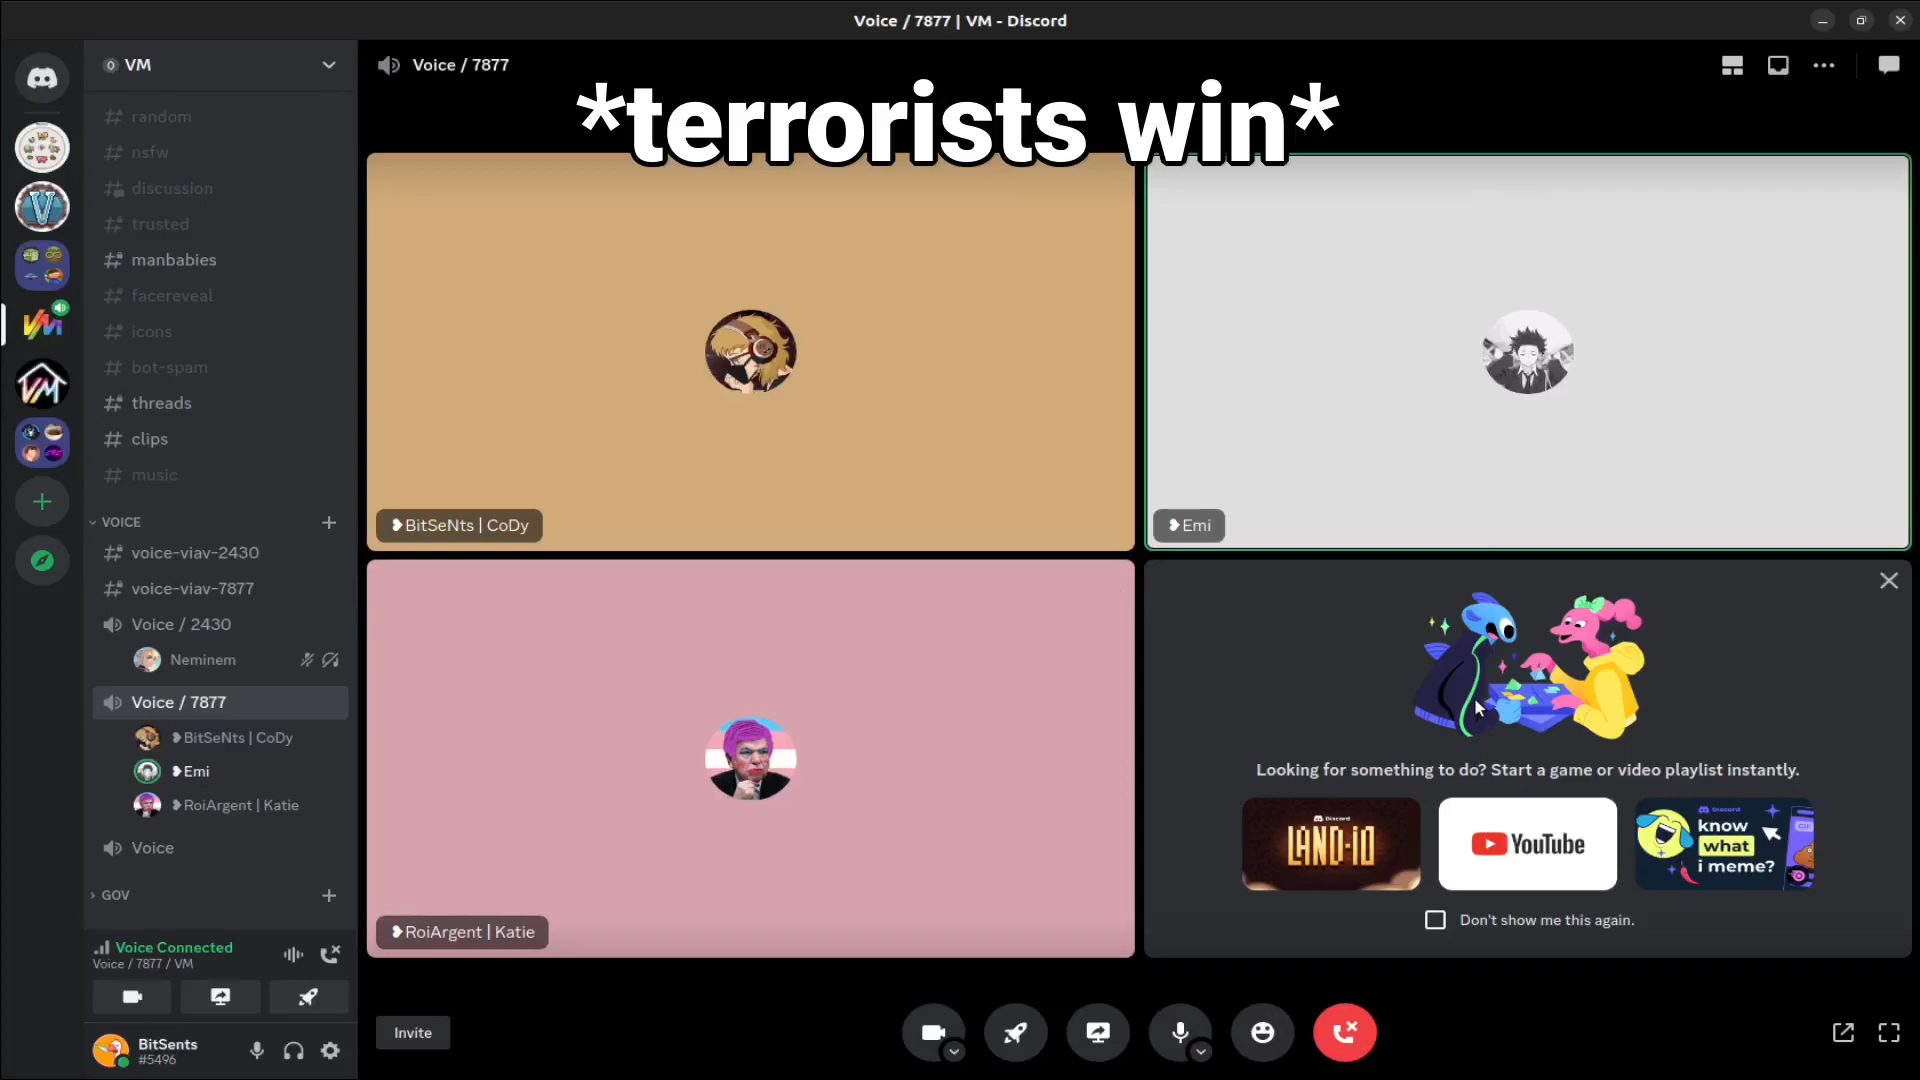 Voice / 7877 | VM - Discord
VM
random
nsfw
discussion
trusted
manbabies
facereveal
icons
bot-spam
threads
clips
music
VOICE
voice-viav-2430
voice-viav-7877
Voice / 2430
Neminem
Voice / 7877
❥BitSeNts | CoDy
❥Emi
❥RoiArgent | Katie
Voice
GOV
Voice Connected
Voice / 7877 / VM
BitSents
#5496
Voice / 7877
*terrorists win*
❥BitSeNts | CoDy
❥Emi
❥RoiArgent | Katie
Looking for something to do? Start a game or video playlist instantly.
Discord
LAND-IO
YouTube
Discord
know
what
i meme?
GIF
Don't show me this again.
Invite